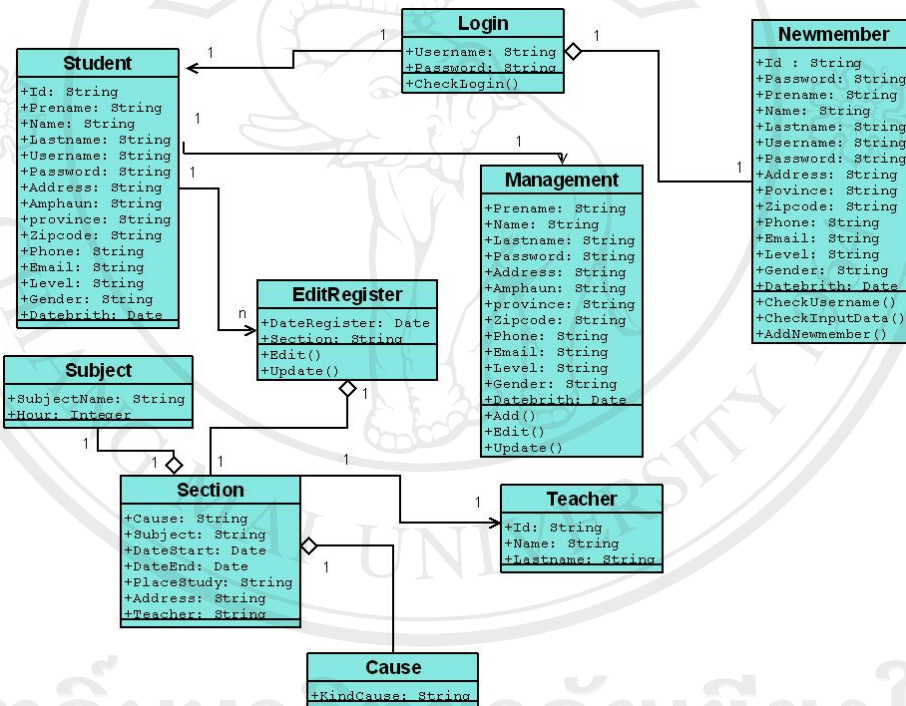 Login
+Username: String
+Password: String
+CheckLogin()
1
1
1
1
Newmember
+Id : String
+Password: String
+Prename: String
+Name: String
+Lastname: String
+Username: String
+Password: String
+Address: String
+Povince: String
+Zipcode: String
+Phone: String
+Email: String
+Level: String
+Gender: String
+Datebrith: Date
+CheckUsername()
+CheckInputData()
+AddNewmember()
Student
+Id: String
+Prename: String
+Name: String
+Lastname: String
+Username: String
+Password: String
+Address: String
+Amphaun: String
+province: String
+Zipcode: String
+Phone: String
+Email: String
+Level: String
+Gender: String
+Datebrith: Date
1
1
1
n
Management
+Prename: String
+Name: String
+Lastname: String
+Password: String
+Address: String
+Amphaun: String
+province: String
+Zipcode: String
+Phone: String
+Email: String
+Level: String
+Gender: String
+Datebrith: Date
+Add()
+Edit()
+Update()
EditRegister
+DateRegister: Date
+Section: String
+Edit()
+Update()
1
1
Subject
+SubjectName: String
+Hour: Integer
1
1
Section
+Cause: String
+Subject: String
+DateStart: Date
+DateEnd: Date
+PlaceStudy: String
+Address: String
+Teacher: String
1
1
1
Teacher
+Id: String
+Name: String
+Lastname: String
Cause
+KindCause: String
MAI UNIVERSITY